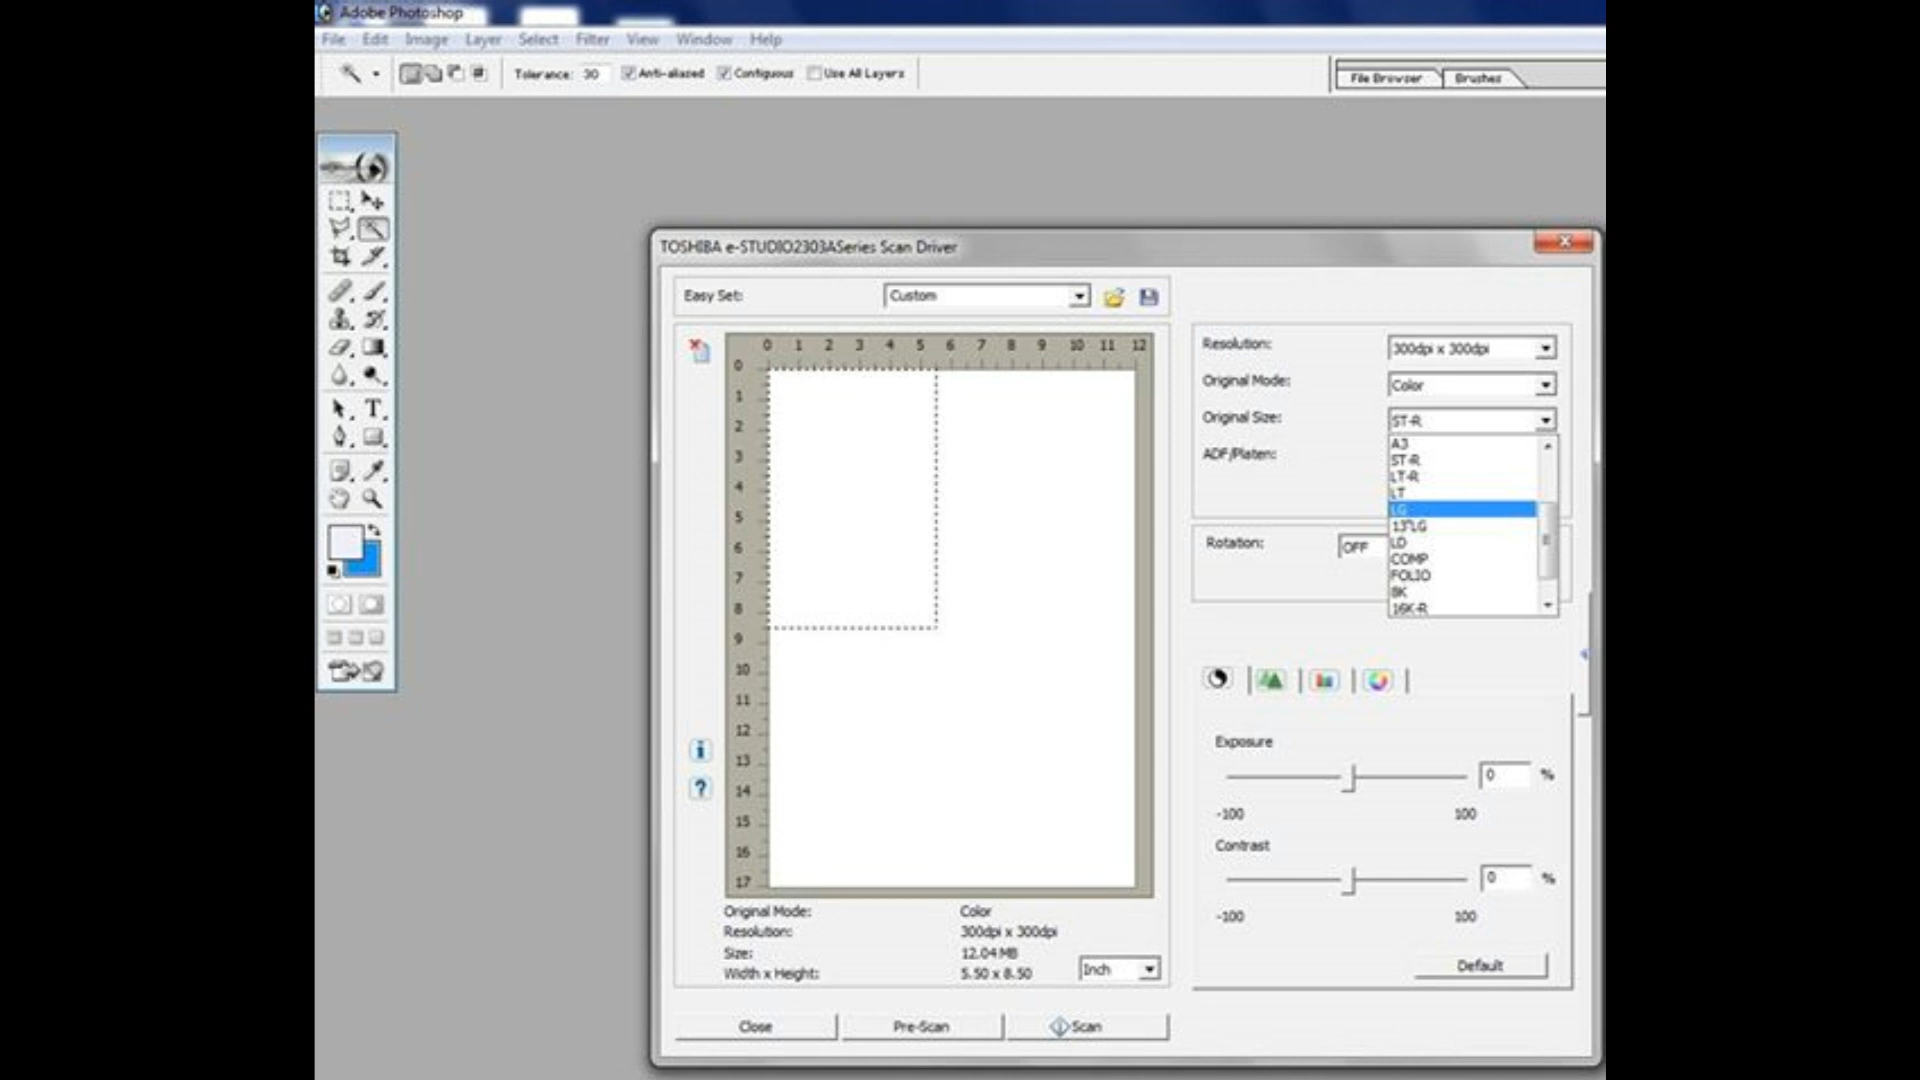 Adobe Photoshop
File Edit Image Layer Select Filter View Window Help
Tolerance: 30 Anti-aliased Contiguous Use All Layers
File Browser Brushes
TOSHIBA e-STUDIO2303ASeries Scan Driver
Easy Set: Custom
0 1 2 3 4 5 6 7 8 9 10 11 12
0
1
2
3
4
5
6
7
8
9
10
11
12
13
14
15
16
17
Original Mode: Color
Resolution: 300dpi x 300dpi
Size: 12.04 MB
Width x Height: 5.50 x 8.50 Inch
Close Pre-Scan Scan
Resolution: 300dpi x 300dpi
Original Mode: Color
Original Size: ST-R
ADF/Platen:
A3
ST-R
LT-R
LT
LG
13"LG
LD
COMP
FOLIO
8K
16K-R
Rotation: OFF
Exposure
0 %
-100 100
Contrast
0 %
-100 100
Default